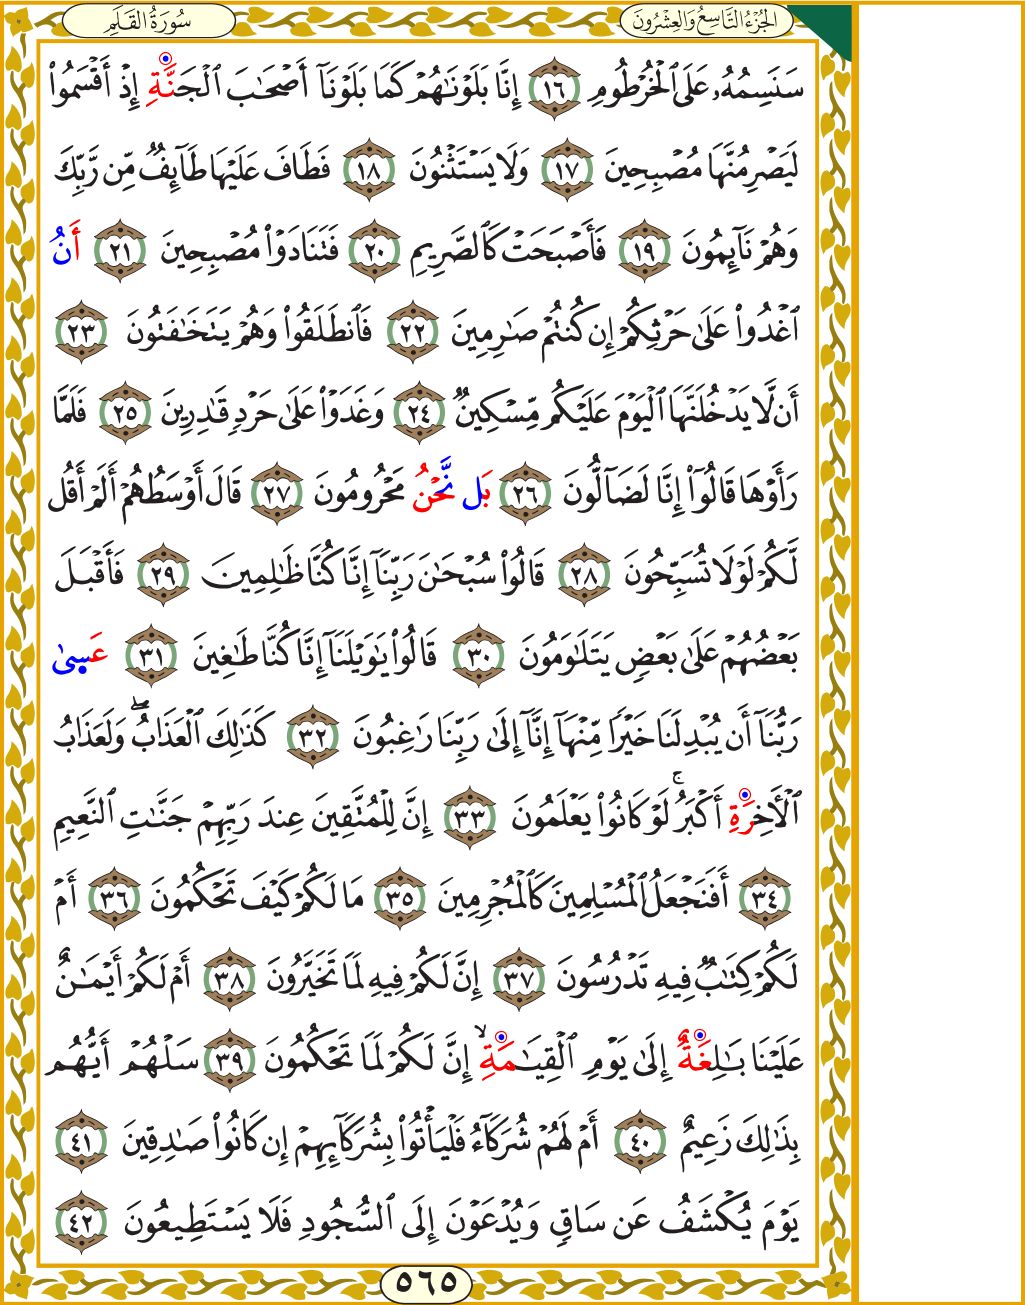 الجُزْءُ التَّاسِعُ وَالعِشْرُونَ
سُورَةُ القَلَمِ
سَنَسِمُهُۥ عَلَى ٱلْخُرْطُومِ ١٦ إِنَّا بَلَوْنَـٰهُمْ كَمَا بَلَوْنَآ أَصْحَـٰبَ ٱلْجَنَّةِ إِذْ أَقْسَمُوا۟
لَيَصْرِمُنَّهَا مُصْبِحِينَ ١٧ وَلَا يَسْتَثْنُونَ ١٨ فَطَافَ عَلَيْهَا طَآئِفٌ مِّن رَّبِّكَ
وَهُمْ نَآئِمُونَ ١٩ فَأَصْبَحَتْ كَٱلصَّرِيمِ ٢٠ فَتَنَادَوْا۟ مُصْبِحِينَ ٢١ أَنُ
ٱغْدُوا۟ عَلَىٰ حَرْثِكُمْ إِن كُنتُمْ صَـٰرِمِينَ ٢٢ فَٱنطَلَقُوا۟ وَهُمْ يَتَخَـٰفَتُونَ ٢٣
أَن لَّا يَدْخُلَنَّهَا ٱلْيَوْمَ عَلَيْكُم مِّسْكِينٌ ٢٤ وَغَدَوْا۟ عَلَىٰ حَرْدٍ قَـٰدِرِينَ ٢٥ فَلَمَّا
رَأَوْهَا قَالُوٓا۟ إِنَّا لَضَآلُّونَ ٢٦ بَل نَّحْنُ مَحْرُومُونَ ٢٧ قَالَ أَوْسَطُهُمْ أَلَمْ أَقُل
لَّكُمْ لَوْلَا تُسَبِّحُونَ ٢٨ قَالُوا۟ سُبْحَـٰنَ رَبِّنَآ إِنَّا كُنَّا ظَـٰلِمِينَ ٢٩ فَأَقْبَلَ
بَعْضُهُمْ عَلَىٰ بَعْضٍ يَتَلَـٰوَمُونَ ٣٠ قَالُوا۟ يَـٰوَيْلَنَآ إِنَّا كُنَّا طَـٰغِينَ ٣١ عَسىٰ
رَبُّنَآ أَن يُبْدِلَنَا خَيْرًا مِّنْهَآ إِنَّآ إِلَىٰ رَبِّنَا رَٰغِبُونَ ٣٢ كَذَٰلِكَ ٱلْعَذَابُ ۖ وَلَعَذَابُ
ٱلْـَٔاخِرَةِ أَكْبَرُ ۚ لَوْ كَانُوا۟ يَعْلَمُونَ ٣٣ إِنَّ لِلْمُتَّقِينَ عِندَ رَبِّهِمْ جَنَّـٰتِ ٱلنَّعِيمِ
٣٤ أَفَنَجْعَلُ ٱلْمُسْلِمِينَ كَٱلْمُجْرِمِينَ ٣٥ مَا لَكُمْ كَيْفَ تَحْكُمُونَ ٣٦ أَمْ
لَكُمْ كِتَـٰبٌ فِيهِ تَدْرُسُونَ ٣٧ إِنَّ لَكُمْ فِيهِ لَمَا تَخَيَّرُونَ ٣٨ أَمْ لَكُمْ أَيْمَـٰنٌ
عَلَيْنَا بَـٰلِغَةٌ إِلَىٰ يَوْمِ ٱلْقِيَـٰمَةِ ۙ إِنَّ لَكُمْ لَمَا تَحْكُمُونَ ٣٩ سَلْهُمْ أَيُّهُم
بِذَٰلِكَ زَعِيمٌ ٤٠ أَمْ لَهُمْ شُرَكَآءُ فَلْيَأْتُوا۟ بِشُرَكَآئِهِمْ إِن كَانُوا۟ صَـٰدِقِينَ ٤١
يَوْمَ يُكْشَفُ عَن سَاقٍ وَيُدْعَوْنَ إِلَى ٱلسُّجُودِ فَلَا يَسْتَطِيعُونَ ٤٢
٥٦٥